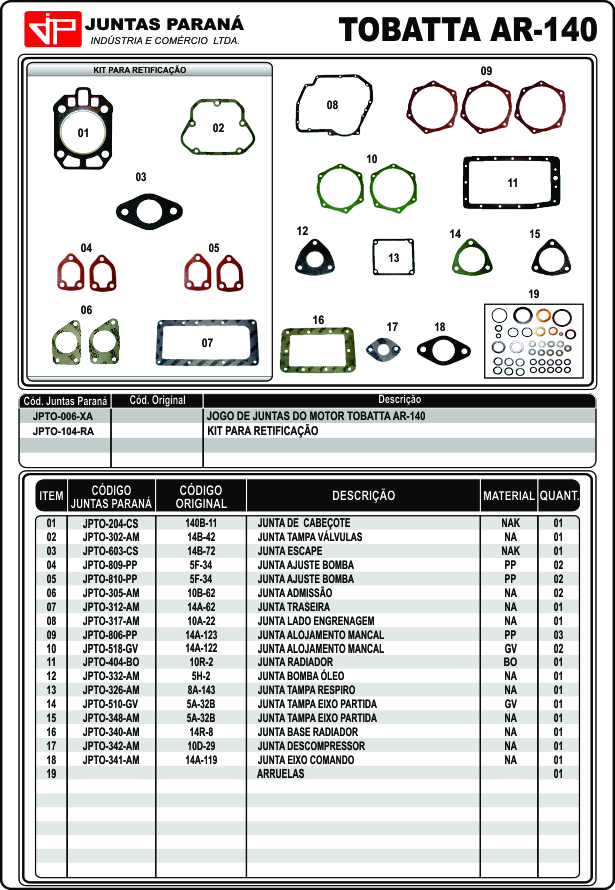 JP JUNTAS PARANÁ
INDÚSTRIA E COMÉRCIO LTDA.
TOBATTA AR-140
KIT PARA RETIFICAÇÃO
01
02
03
04
05
06
07
08
09
10
11
12
13
14
15
16
17
18
19
Cód. Juntas Paraná Cód. Original Descrição
JPTO-006-XA JOGO DE JUNTAS DO MOTOR TOBATTA AR-140
JPTO-104-RA KIT PARA RETIFICAÇÃO
ITEM CÓDIGO JUNTAS PARANÁ CÓDIGO ORIGINAL DESCRIÇÃO MATERIAL QUANT.
01 JPTO-204-CS 140B-11 JUNTA DE CABEÇOTE NAK 01
02 JPTO-302-AM 14B-42 JUNTA TAMPA VÁLVULAS NA 01
03 JPTO-603-CS 14B-72 JUNTA ESCAPE NAK 01
04 JPTO-809-PP 5F-34 JUNTA AJUSTE BOMBA PP 02
05 JPTO-810-PP 5F-34 JUNTA AJUSTE BOMBA PP 02
06 JPTO-305-AM 10B-62 JUNTA ADMISSÃO NA 02
07 JPTO-312-AM 14A-62 JUNTA TRASEIRA NA 01
08 JPTO-317-AM 10A-22 JUNTA LADO ENGRENAGEM NA 01
09 JPTO-806-PP 14A-123 JUNTA ALOJAMENTO MANCAL PP 03
10 JPTO-518-GV 14A-122 JUNTA ALOJAMENTO MANCAL GV 02
11 JPTO-404-BO 10R-2 JUNTA RADIADOR BO 01
12 JPTO-332-AM 5H-2 JUNTA BOMBA ÓLEO NA 01
13 JPTO-326-AM 8A-143 JUNTA TAMPA RESPIRO NA 01
14 JPTO-510-GV 5A-32B JUNTA TAMPA EIXO PARTIDA GV 01
15 JPTO-348-AM 5A-32B JUNTA TAMPA EIXO PARTIDA NA 01
16 JPTO-340-AM 14R-8 JUNTA BASE RADIADOR NA 01
17 JPTO-342-AM 10D-29 JUNTA DESCOMPRESSOR NA 01
18 JPTO-341-AM 14A-119 JUNTA EIXO COMANDO NA 01
19 ARRUELAS 01